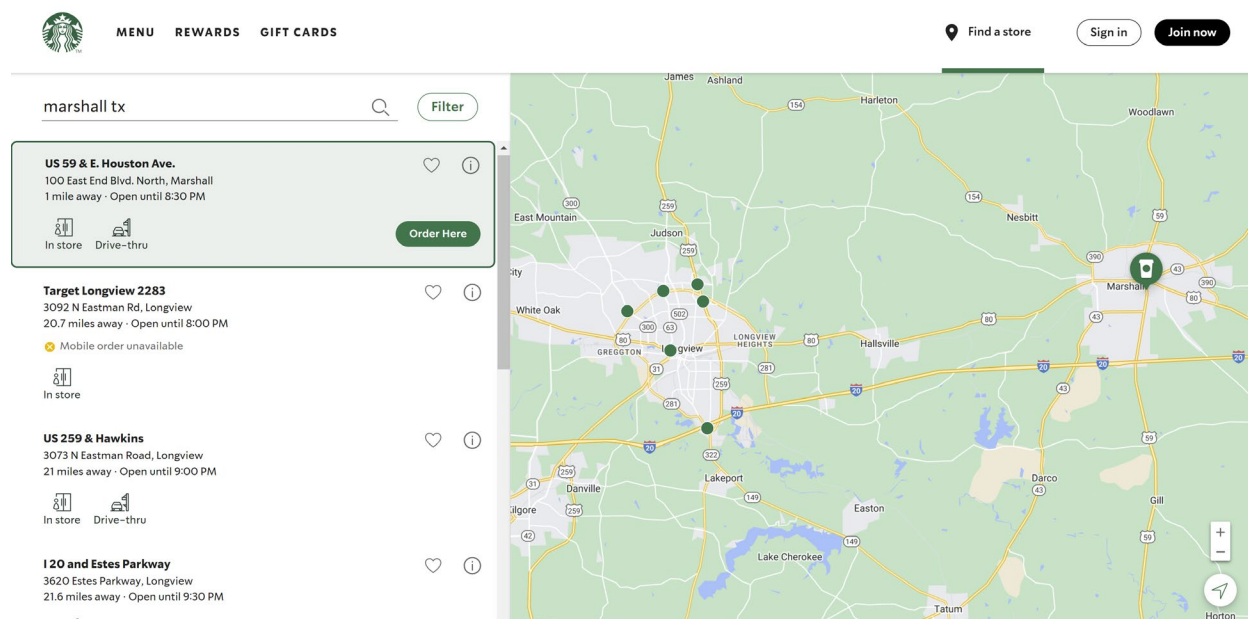 MENU REWARDS GIFT CARDS
Find a store
Sign in
Join now
marshall tx
Filter
US 59 & E. Houston Ave.
100 East End Blvd. North, Marshall
1 mile away · Open until 8:30 PM
In store Drive-thru
Order Here
Target Longview 2283
3092 N Eastman Rd, Longview
20.7 miles away · Open until 8:00 PM
Mobile order unavailable
In store
US 259 & Hawkins
3073 N Eastman Road, Longview
21 miles away · Open until 9:00 PM
In store Drive-thru
I 20 and Estes Parkway
3620 Estes Parkway, Longview
21.6 miles away · Open until 9:30 PM
James
Ashland
154
Harleton
Woodlawn
300
259
154
East Mountain
Nesbitt
59
Judson
259
390
43
390
Marshall
80
White Oak
502
300
63
80
43
80
LONGVIEW
HEIGHTS
80
Hallsville
GREGGTON
Longview
31
281
20
20
20
259
20
43
281
20
20
59
322
259
Lakeport
Darco
31
Danville
43
149
Gill
259
Easton
42
149
59
Lake Cherokee
Tatum
Horton
+
−